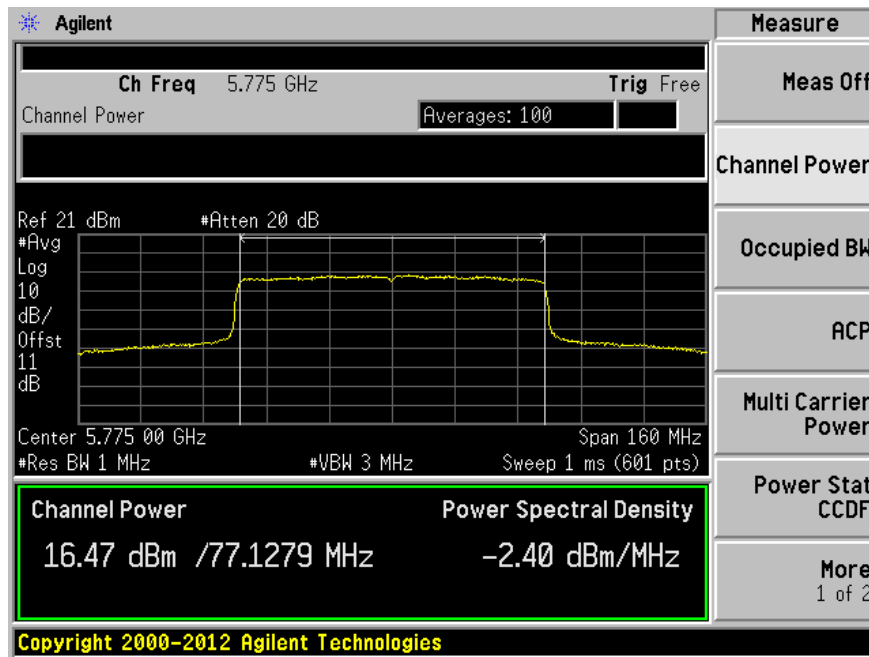 Agilent
Measure
Ch Freq 5.775 GHz Trig Free
Channel Power Averages: 100
Ref 21 dBm #Atten 20 dB
#Avg
Log
10
dB/
Offst
11
dB
Center 5.775 00 GHz Span 160 MHz
#Res BW 1 MHz #VBW 3 MHz Sweep 1 ms (601 pts)
Channel Power Power Spectral Density
16.47 dBm /77.1279 MHz -2.40 dBm/MHz
Copyright 2000-2012 Agilent Technologies
Meas Off
Channel Power
Occupied BW
ACP
Multi Carrier
Power
Power Stat
CCDF
More
1 of 2